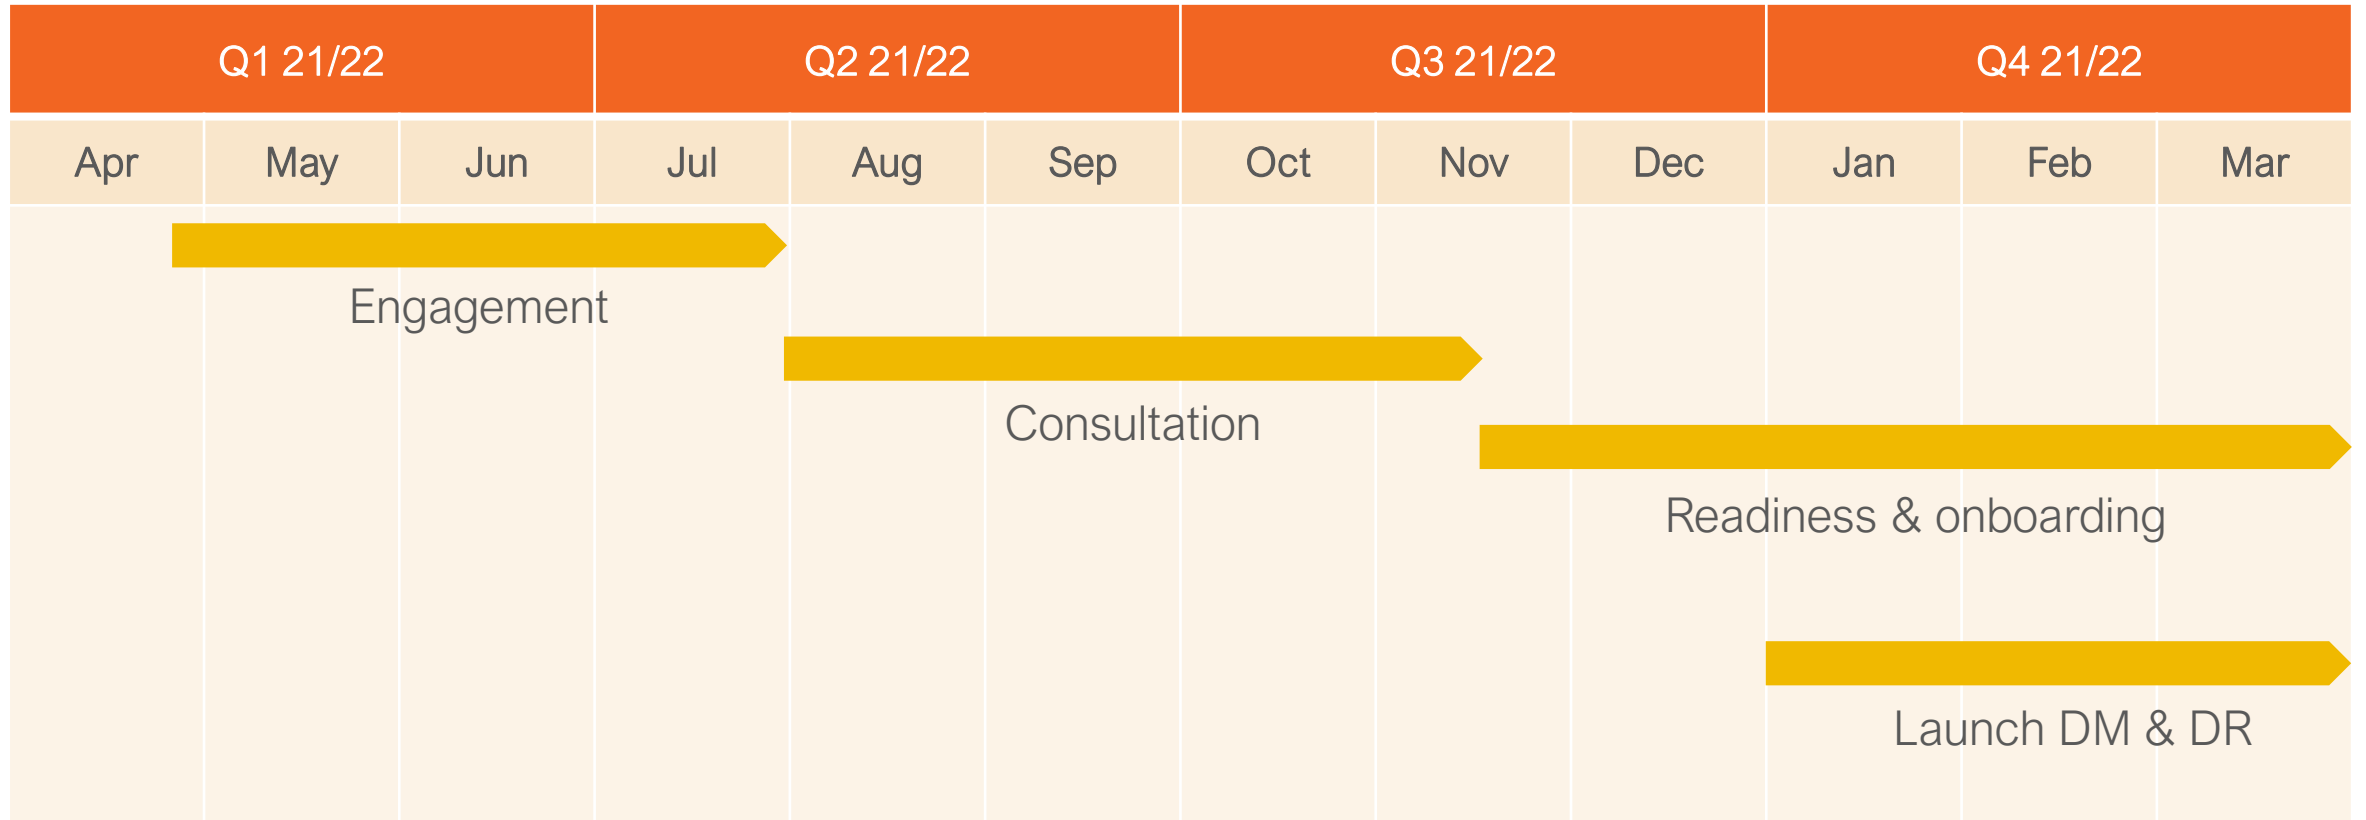 Q1 21/22 Q2 21/22 Q3 21/22 Q4 21/22
Apr May Jun Jul Aug Sep Oct Nov Dec Jan Feb Mar
Engagement
Consultation
Readiness & onboarding
Launch DM & DR